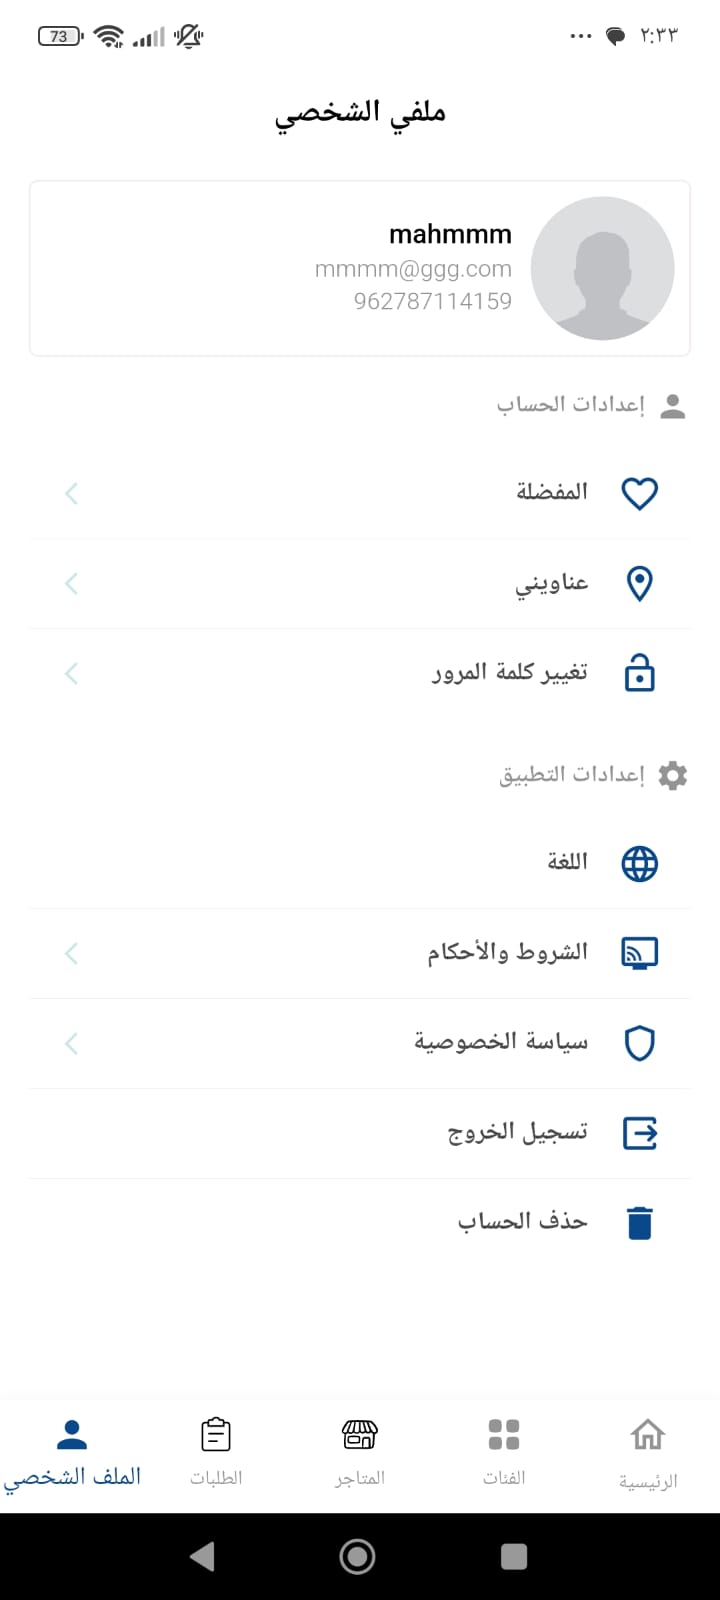 73
٢:٣٣
ملفي الشخصي
mahmmm
mmmm@ggg.com
962787114159
إعدادات الحساب
المفضلة
عناويني
تغيير كلمة المرور
إعدادات التطبيق
اللغة
الشروط والأحكام
سياسة الخصوصية
تسجيل الخروج
حذف الحساب
الرئيسية
الفئات
المتاجر
الطلبات
الملف الشخصي